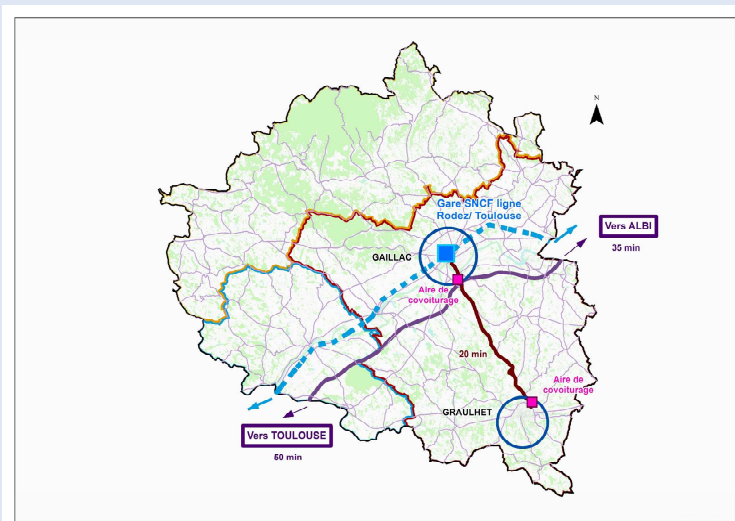 N
Gare SNCF ligne
Rodez/ Toulouse
Vers ALBI
35 min
GAILLAC
Aire de
covoiturage
20 min
Aire de
covoiturage
GRAULHET
Vers TOULOUSE
50 min